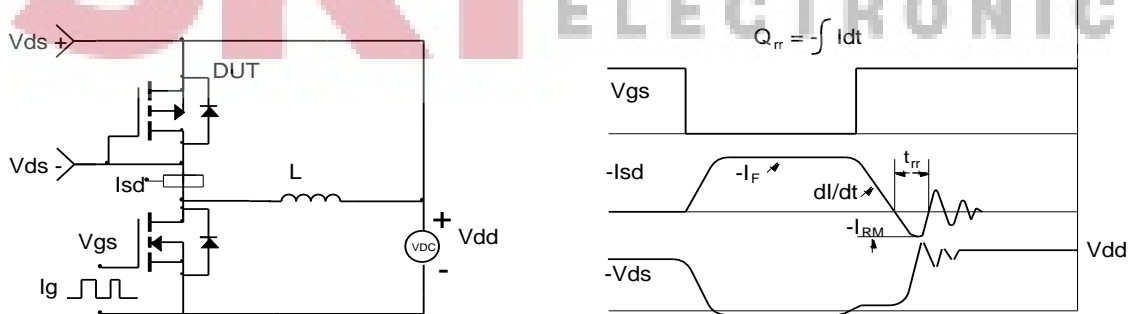 ELECTRONIC
Q_rr = -∫ Idt
Vds +
DUT
Vds -
Isd
L
Vgs
Ig
VDC
+
-
Vdd
Vgs
-Isd
-I_F
t_rr
dI/dt
-I_RM
-Vds
Vdd